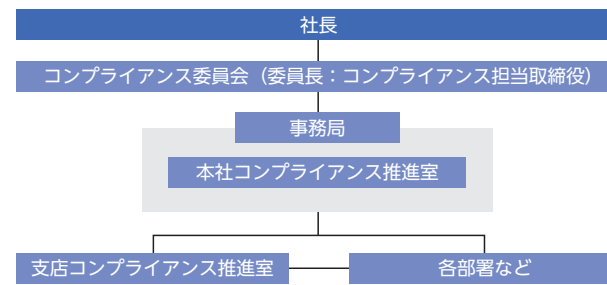 社長
コンプライアンス委員会（委員長：コンプライアンス担当取締役）
事務局
本社コンプライアンス推進室
支店コンプライアンス推進室
各部署など